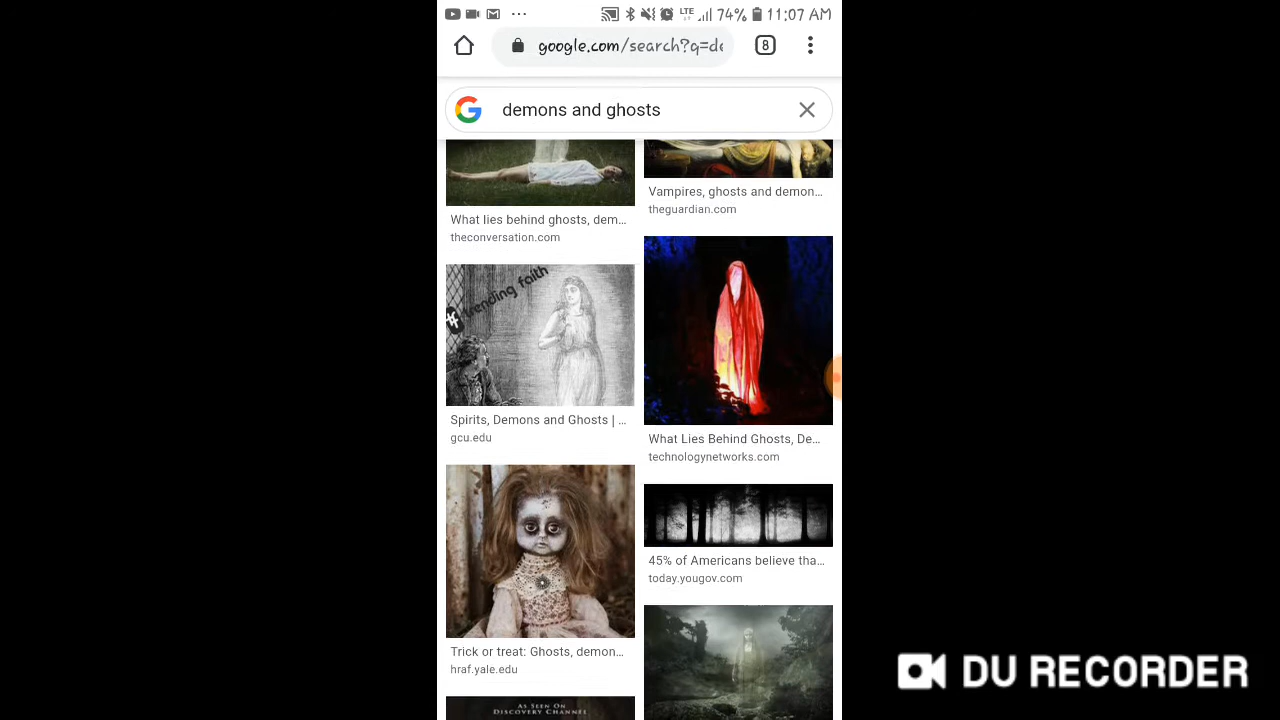 LTE 74% 11:07 AM
google.com/search?q=de
8
demons and ghosts
What lies behind ghosts, dem...
theconversation.com
Vampires, ghosts and demon...
theguardian.com
# Trending faith
Spirits, Demons and Ghosts | ...
gcu.edu
What Lies Behind Ghosts, De...
technologynetworks.com
45% of Americans believe tha...
today.yougov.com
Trick or treat: Ghosts, demon...
hraf.yale.edu
AS SEEN ON
DISCOVERY CHANNEL
DU RECORDER